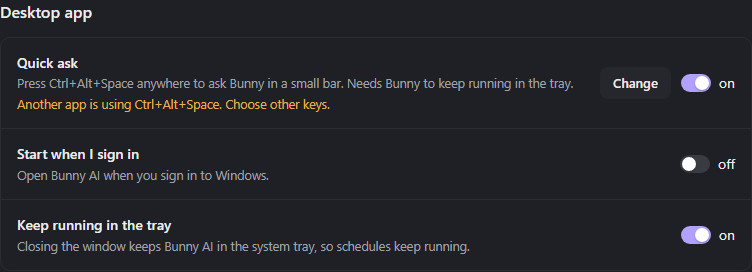 Desktop app
Quick ask
Press Ctrl+Alt+Space anywhere to ask Bunny in a small bar. Needs Bunny to keep running in the tray.
Another app is using Ctrl+Alt+Space. Choose other keys.
Change
on
Start when I sign in
Open Bunny AI when you sign in to Windows.
off
Keep running in the tray
Closing the window keeps Bunny AI in the system tray, so schedules keep running.
on